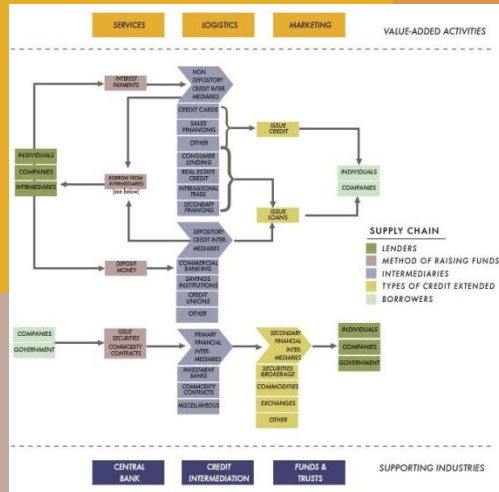 SERVICES
LOGISTICS
MARKETING
VALUE-ADDED ACTIVITIES
INTEREST
PAYMENTS
NON
DEPOSITORY
CREDIT INTER
MEDIARIES
CREDIT CARDS
SALES
FINANCING
OTHER
CONSUMER
LENDING
REAL ESTATE
CREDIT
INTERNATIONAL
TRADE
SECONDARY
FINANCING
ISSUE
CREDIT
INDIVIDUALS
COMPANIES
INTERMEDIARIES
BORROW FROM
INTERMEDIARIES
(see below)
INDIVIDUALS
COMPANIES
ISSUE
LOANS
DEPOSITORY
CREDIT INTER
MEDIARIES
DEPOSIT
MONEY
COMMERCIAL
BANKING
SAVINGS
INSTITUTIONS
CREDIT
UNIONS
OTHER
SUPPLY CHAIN
LENDERS
METHOD OF RAISING FUNDS
INTERMEDIARIES
TYPES OF CREDIT EXTENDED
BORROWERS
COMPANIES
GOVERNMENT
ISSUE
SECURITIES
COMMODITY
CONTRACTS
PRIMARY
FINANCIAL
INTER-
MEDIARIES
INVESTMENT
BANKS
COMMODITY
CONTRACTS
MISCELLANEOUS
SECONDARY
FINANCIAL
INTER-
MEDIARIES
SECURITIES
BROKERAGE
COMMODITIES
EXCHANGES
OTHER
INDIVIDUALS
COMPANIES
GOVERNMENT
CENTRAL
BANK
CREDIT
INTERMEDIATION
FUNDS &
TRUSTS
SUPPORTING INDUSTRIES